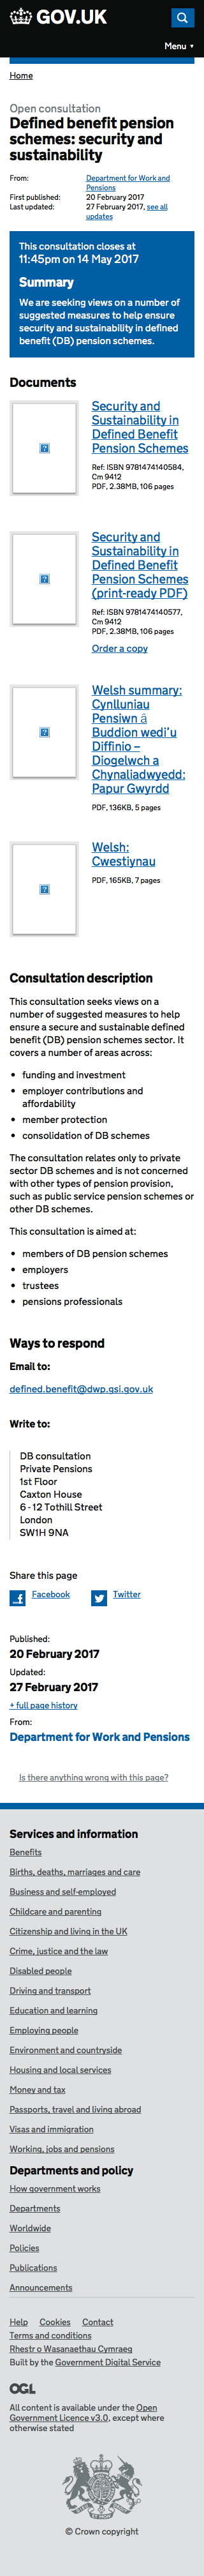 GOV.UK
Menu ▼
Home
Open consultation
Defined benefit pension
schemes: security and
sustainability
From: Department for Work and
Pensions
First published: 20 February 2017
Last updated: 27 February 2017, see all
updates
This consultation closes at
11:45pm on 14 May 2017
Summary
We are seeking views on a number of
suggested measures to help ensure
security and sustainability in defined
benefit (DB) pension schemes.
Documents
Security and
Sustainability in
Defined Benefit
Pension Schemes
Ref: ISBN 9781474140584,
Cm 9412
PDF, 2.38MB, 106 pages
Security and
Sustainability in
Defined Benefit
Pension Schemes
(print-ready PDF)
Ref: ISBN 9781474140577,
Cm 9412
PDF, 2.38MB, 106 pages
Order a copy
Welsh summary:
Cynlluniau
Pensiwn â
Buddion wedi'u
Diffinio –
Diogelwch a
Chynaliadwyedd:
Papur Gwyrdd
PDF, 136KB, 5 pages
Welsh:
Cwestiynau
PDF, 165KB, 7 pages
Consultation description
This consultation seeks views on a
number of suggested measures to help
ensure a secure and sustainable defined
benefit (DB) pension schemes sector. It
covers a number of areas across:
• funding and investment
• employer contributions and
affordability
• member protection
• consolidation of DB schemes
The consultation relates only to private
sector DB schemes and is not concerned
with other types of pension provision,
such as public service pension schemes or
other DB schemes.
This consultation is aimed at:
• members of DB pension schemes
• employers
• trustees
• pensions professionals
Ways to respond
Email to:
defined.benefit@dwp.gsi.gov.uk
Write to:
DB consultation
Private Pensions
1st Floor
Caxton House
6 - 12 Tothill Street
London
SW1H 9NA
Share this page
Facebook Twitter
Published:
20 February 2017
Updated:
27 February 2017
+ full page history
From:
Department for Work and Pensions
Is there anything wrong with this page?
Services and information
Benefits
Births, deaths, marriages and care
Business and self-employed
Childcare and parenting
Citizenship and living in the UK
Crime, justice and the law
Disabled people
Driving and transport
Education and learning
Employing people
Environment and countryside
Housing and local services
Money and tax
Passports, travel and living abroad
Visas and immigration
Working, jobs and pensions
Departments and policy
How government works
Departments
Worldwide
Policies
Publications
Announcements
Help Cookies Contact
Terms and conditions
Rhestr o Wasanaethau Cymraeg
Built by the Government Digital Service
OGL
All content is available under the Open
Government Licence v3.0, except where
otherwise stated
© Crown copyright